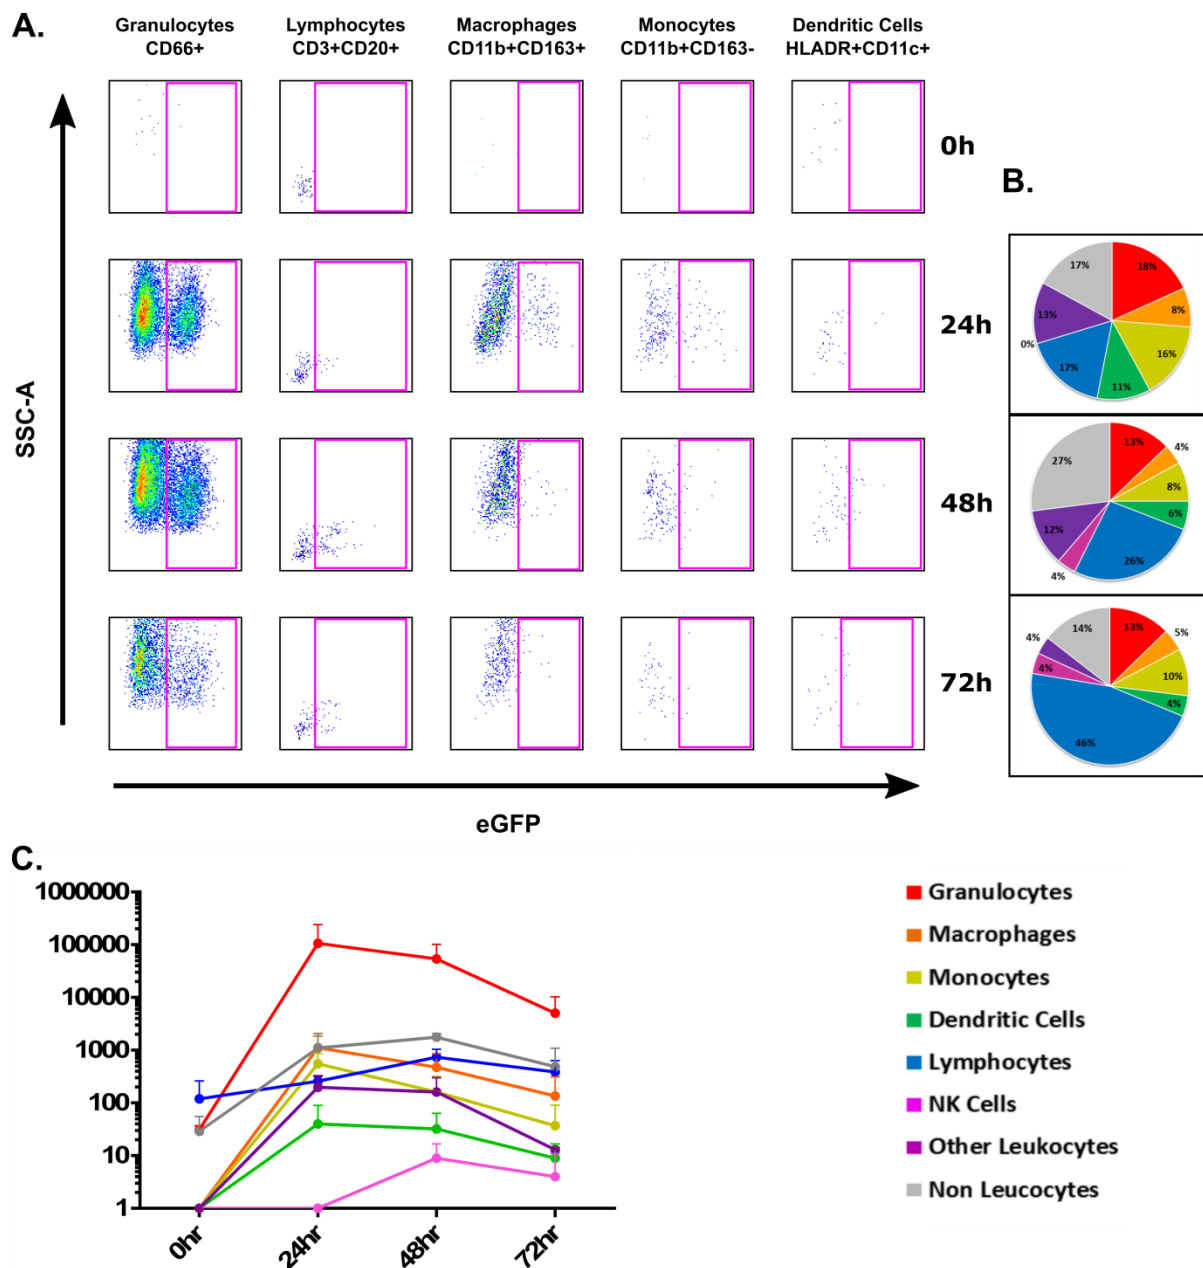 A.
Granulocytes
CD66+
Lymphocytes
CD3+CD20+
Macrophages
CD11b+CD163+
Monocytes
CD11b+CD163-
Dendritic Cells
HLADR+CD11c+
SSC-A
0h
24h
48h
72h
eGFP
B.
17%
18%
8%
16%
11%
17%
0%
13%
27%
13%
4%
8%
6%
26%
4%
12%
14%
13%
5%
10%
4%
46%
4%
4%
C.
1000000
100000
10000
1000
100
10
1
0hr
24hr
48hr
72hr
Granulocytes
Macrophages
Monocytes
Dendritic Cells
Lymphocytes
NK Cells
Other Leukocytes
Non Leucocytes